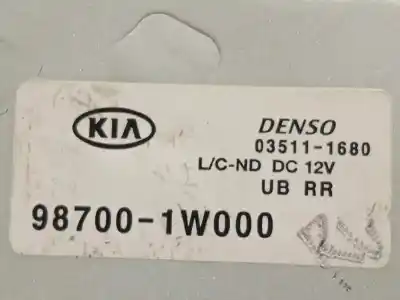 KIA
DENSO
03511-1680
L/C-ND DC 12V
UB RR
98700-1W000